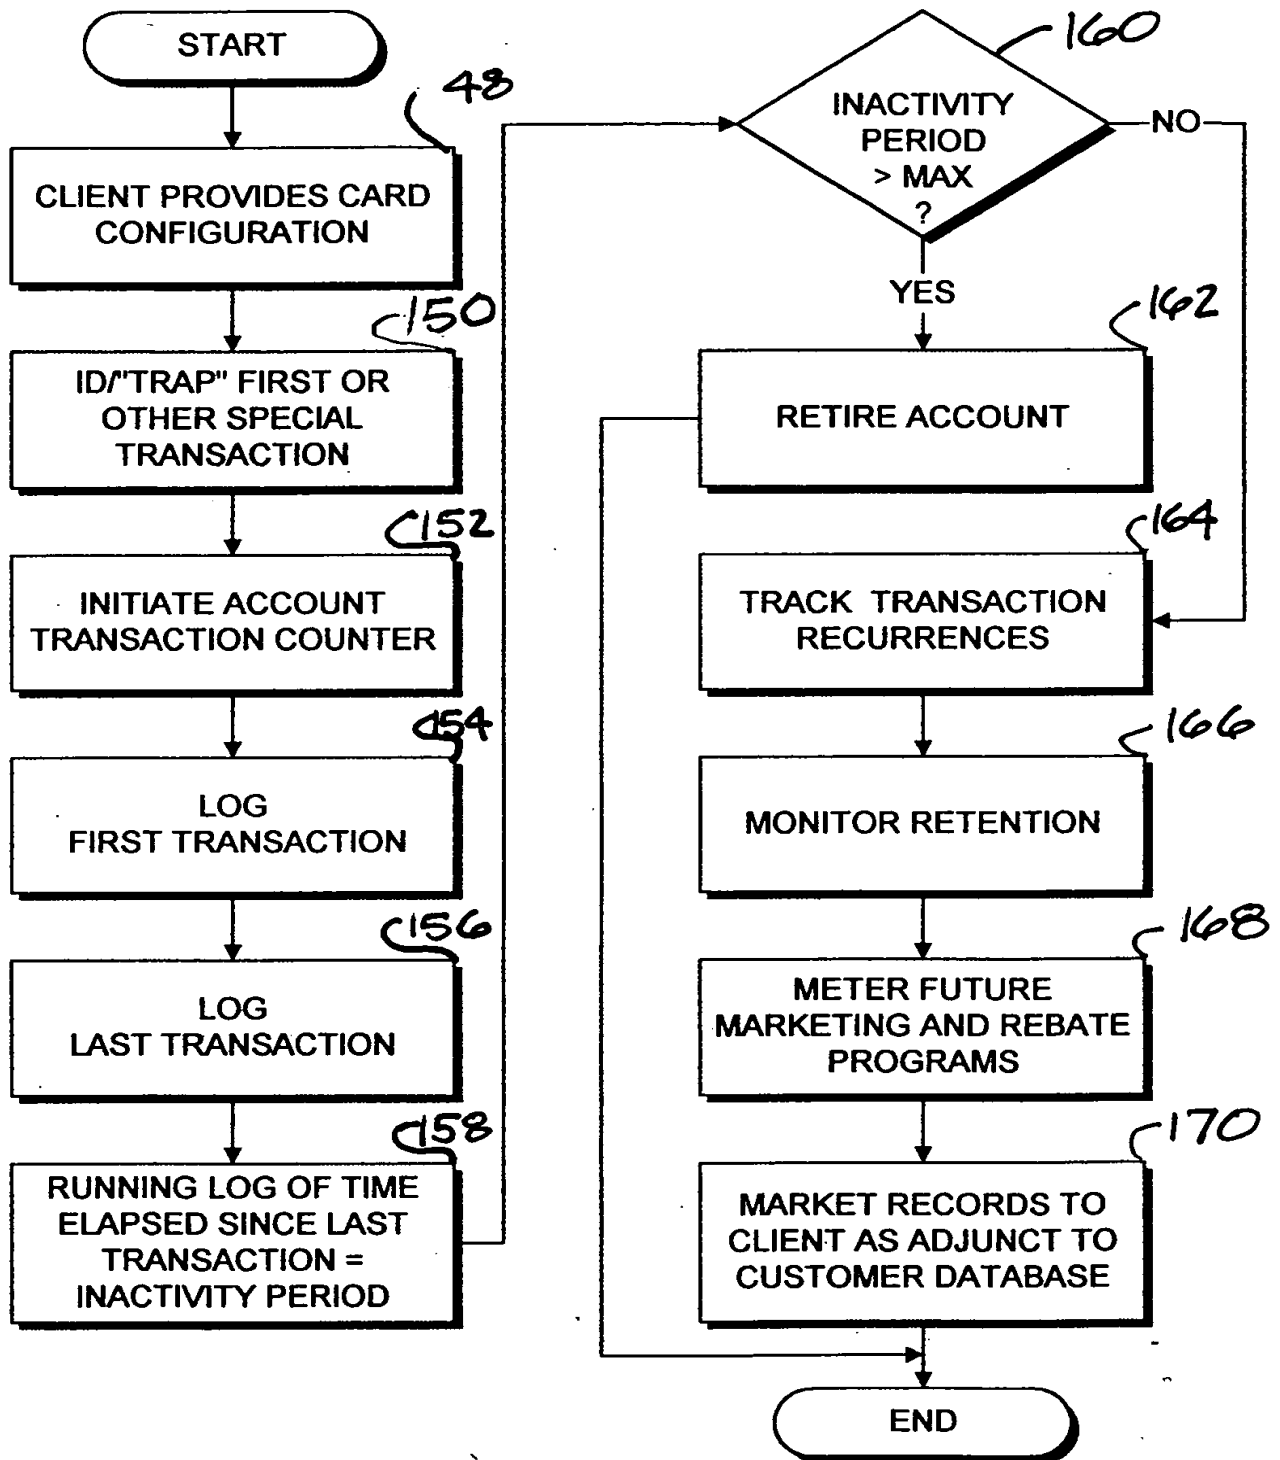 START
48
CLIENT PROVIDES CARD
CONFIGURATION
150
ID/"TRAP" FIRST OR
OTHER SPECIAL
TRANSACTION
152
INITIATE ACCOUNT
TRANSACTION COUNTER
154
LOG
FIRST TRANSACTION
156
LOG
LAST TRANSACTION
158
RUNNING LOG OF TIME
ELAPSED SINCE LAST
TRANSACTION =
INACTIVITY PERIOD
160
INACTIVITY
PERIOD
> MAX
?
NO
YES
162
RETIRE ACCOUNT
164
TRACK TRANSACTION
RECURRENCES
166
MONITOR RETENTION
168
METER FUTURE
MARKETING AND REBATE
PROGRAMS
170
MARKET RECORDS TO
CLIENT AS ADJUNCT TO
CUSTOMER DATABASE
END